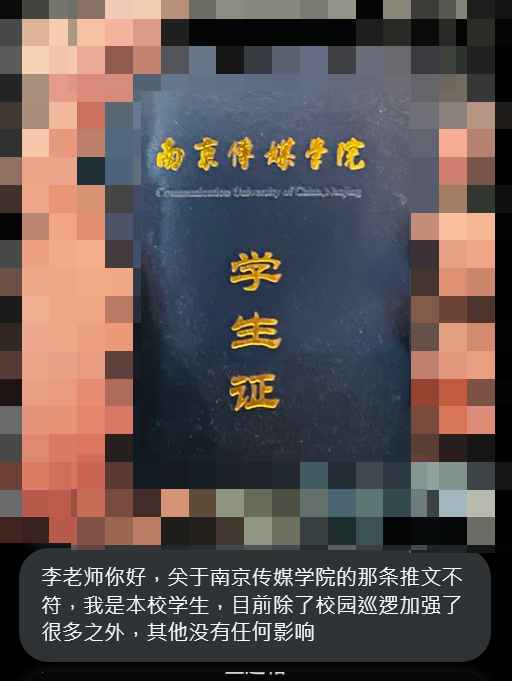 南京傳媒学院
Communication University of China,Nanjing
学
生
证
李老师你好，关于南京传媒学院的那条推文不
符，我是本校学生，目前除了校园巡逻加强了
很多之外，其他没有任何影响